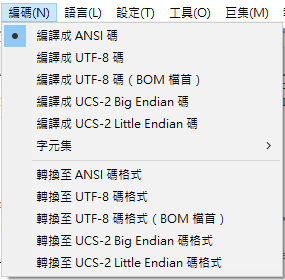 編碼(N) 語言(L) 設定(T) 工具(O) 巨集(M)
編譯成 ANSI 碼
編譯成 UTF-8 碼
編譯成 UTF-8 碼（BOM 檔首）
編譯成 UCS-2 Big Endian 碼
編譯成 UCS-2 Little Endian 碼
字元集
轉換至 ANSI 碼格式
轉換至 UTF-8 碼格式
轉換至 UTF-8 碼格式（BOM 檔首）
轉換至 UCS-2 Big Endian 碼格式
轉換至 UCS-2 Little Endian 碼格式